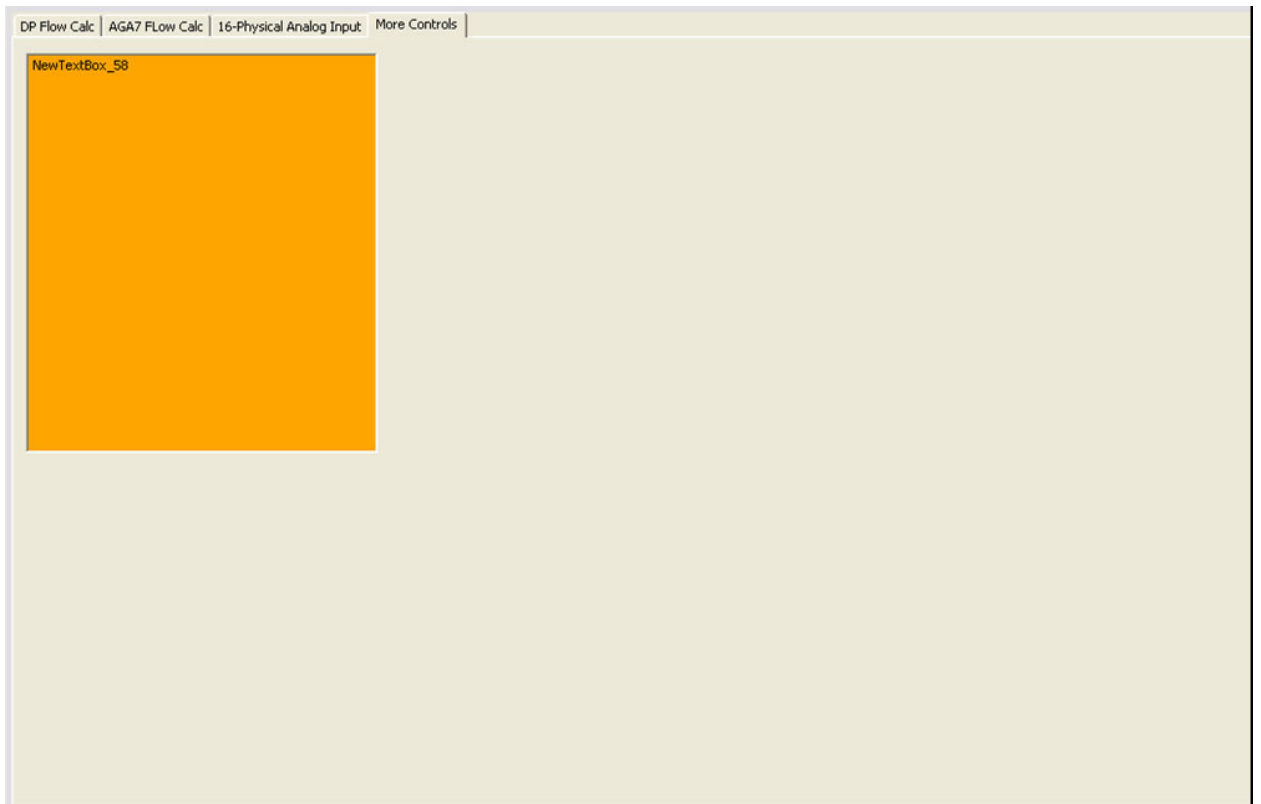 DP Flow Calc AGA7 FLow Calc 16-Physical Analog Input More Controls
NewTextBox_58